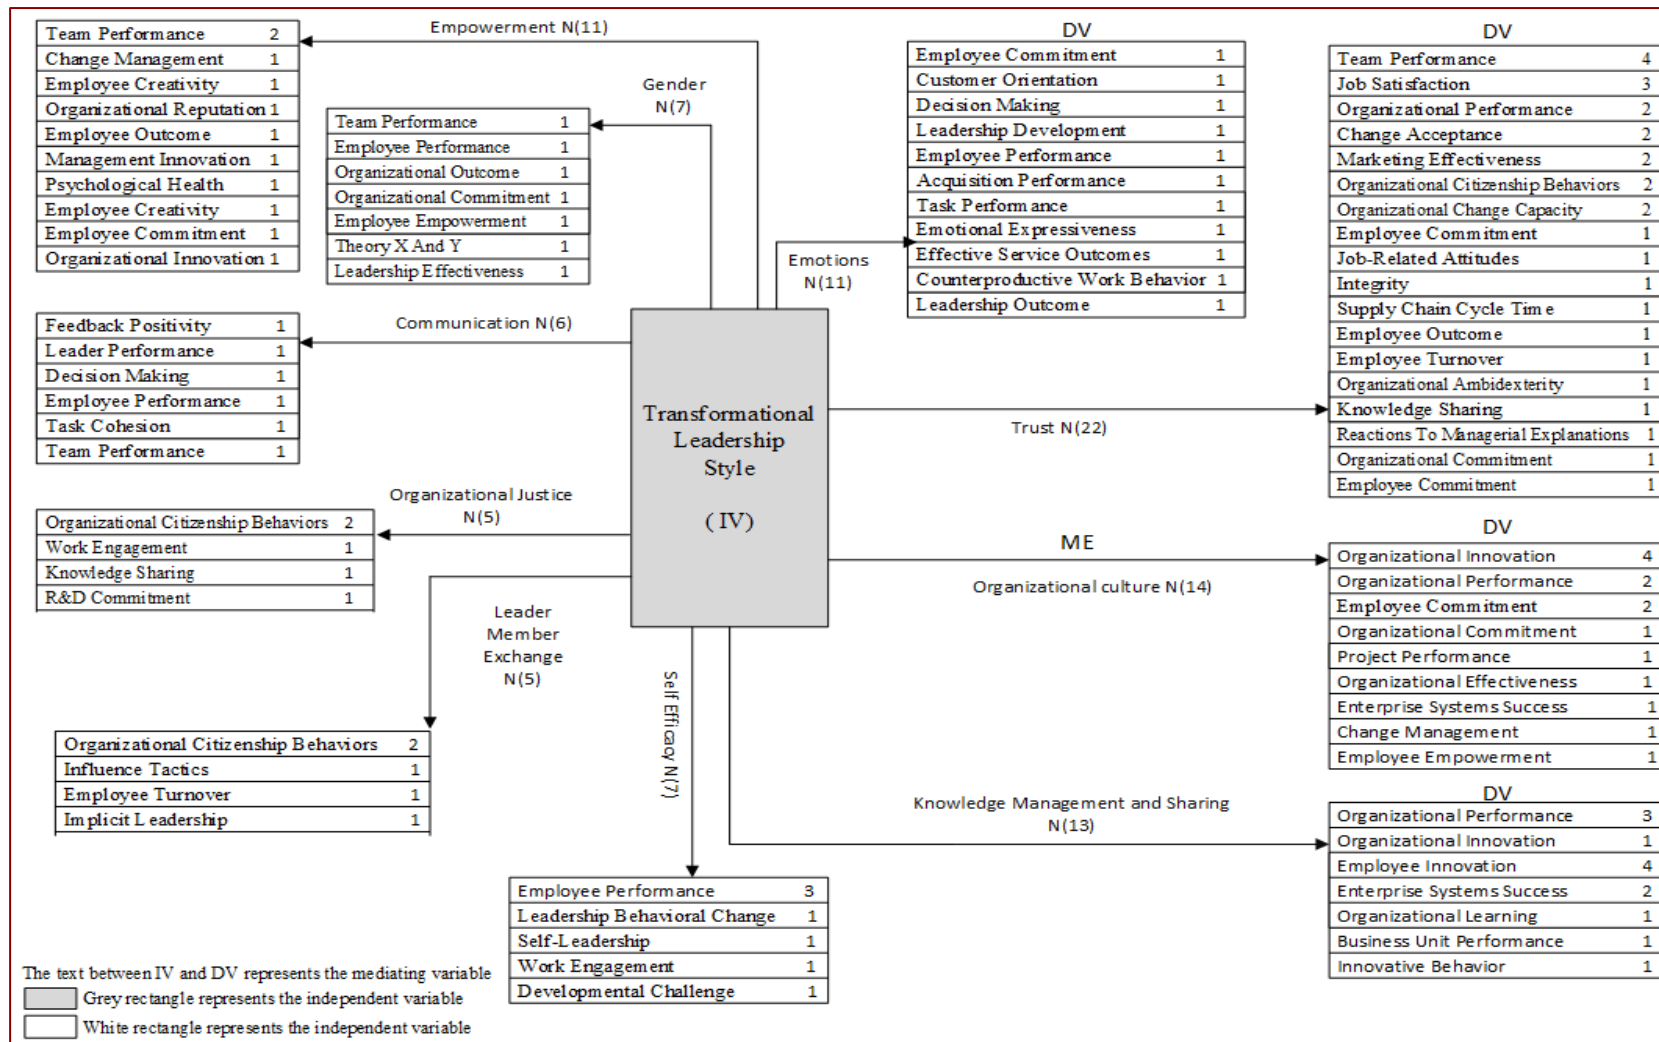 Empowerment N(11)
Team Performance 2
Change Management 1
Employee Creativity 1
Organizational Reputation 1
Employee Outcome 1
Management Innovation 1
Psychological Health 1
Employee Creativity 1
Employee Commitment 1
Organizational Innovation 1
Gender
N(7)
Team Performance 1
Employee Performance 1
Organizational Outcome 1
Organizational Commitment 1
Employee Empowerment 1
Theory X And Y 1
Leadership Effectiveness 1
DV
Employee Commitment 1
Customer Orientation 1
Decision Making 1
Leadership Development 1
Employee Performance 1
Acquisition Performance 1
Task Performance 1
Emotional Expressiveness 1
Effective Service Outcomes 1
Counterproductive Work Behavior 1
Leadership Outcome 1
Emotions
N(11)
DV
Team Performance 4
Job Satisfaction 3
Organizational Performance 2
Change Acceptance 2
Marketing Effectiveness 2
Organizational Citizenship Behaviors 2
Organizational Change Capacity 2
Employee Commitment 1
Job-Related Attitudes 1
Integrity 1
Supply Chain Cycle Time 1
Employee Outcome 1
Employee Turnover 1
Organizational Ambidexterity 1
Knowledge Sharing 1
Reactions To Managerial Explanations 1
Organizational Commitment 1
Employee Commitment 1
Trust N(22)
Communication N(6)
Feedback Positivity 1
Leader Performance 1
Decision Making 1
Employee Performance 1
Task Cohesion 1
Team Performance 1
Transformational
Leadership
Style
( IV)
Organizational Justice
N(5)
Organizational Citizenship Behaviors 2
Work Engagement 1
Knowledge Sharing 1
R&D Commitment 1
ME
Organizational culture N(14)
DV
Organizational Innovation 4
Organizational Performance 2
Employee Commitment 2
Organizational Commitment 1
Project Performance 1
Organizational Effectiveness 1
Enterprise Systems Success 1
Change Management 1
Employee Empowerment 1
Leader
Member
Exchange
N(5)
Organizational Citizenship Behaviors 2
Influence Tactics 1
Employee Turnover 1
Implicit Leadership 1
Self Efficacy N(7)
Employee Performance 3
Leadership Behavioral Change 1
Self-Leadership 1
Work Engagement 1
Developmental Challenge 1
Knowledge Management and Sharing
N(13)
DV
Organizational Performance 3
Organizational Innovation 1
Employee Innovation 4
Enterprise Systems Success 2
Organizational Learning 1
Business Unit Performance 1
Innovative Behavior 1
The text between IV and DV represents the mediating variable
Grey rectangle represents the independent variable
White rectangle represents the independent variable